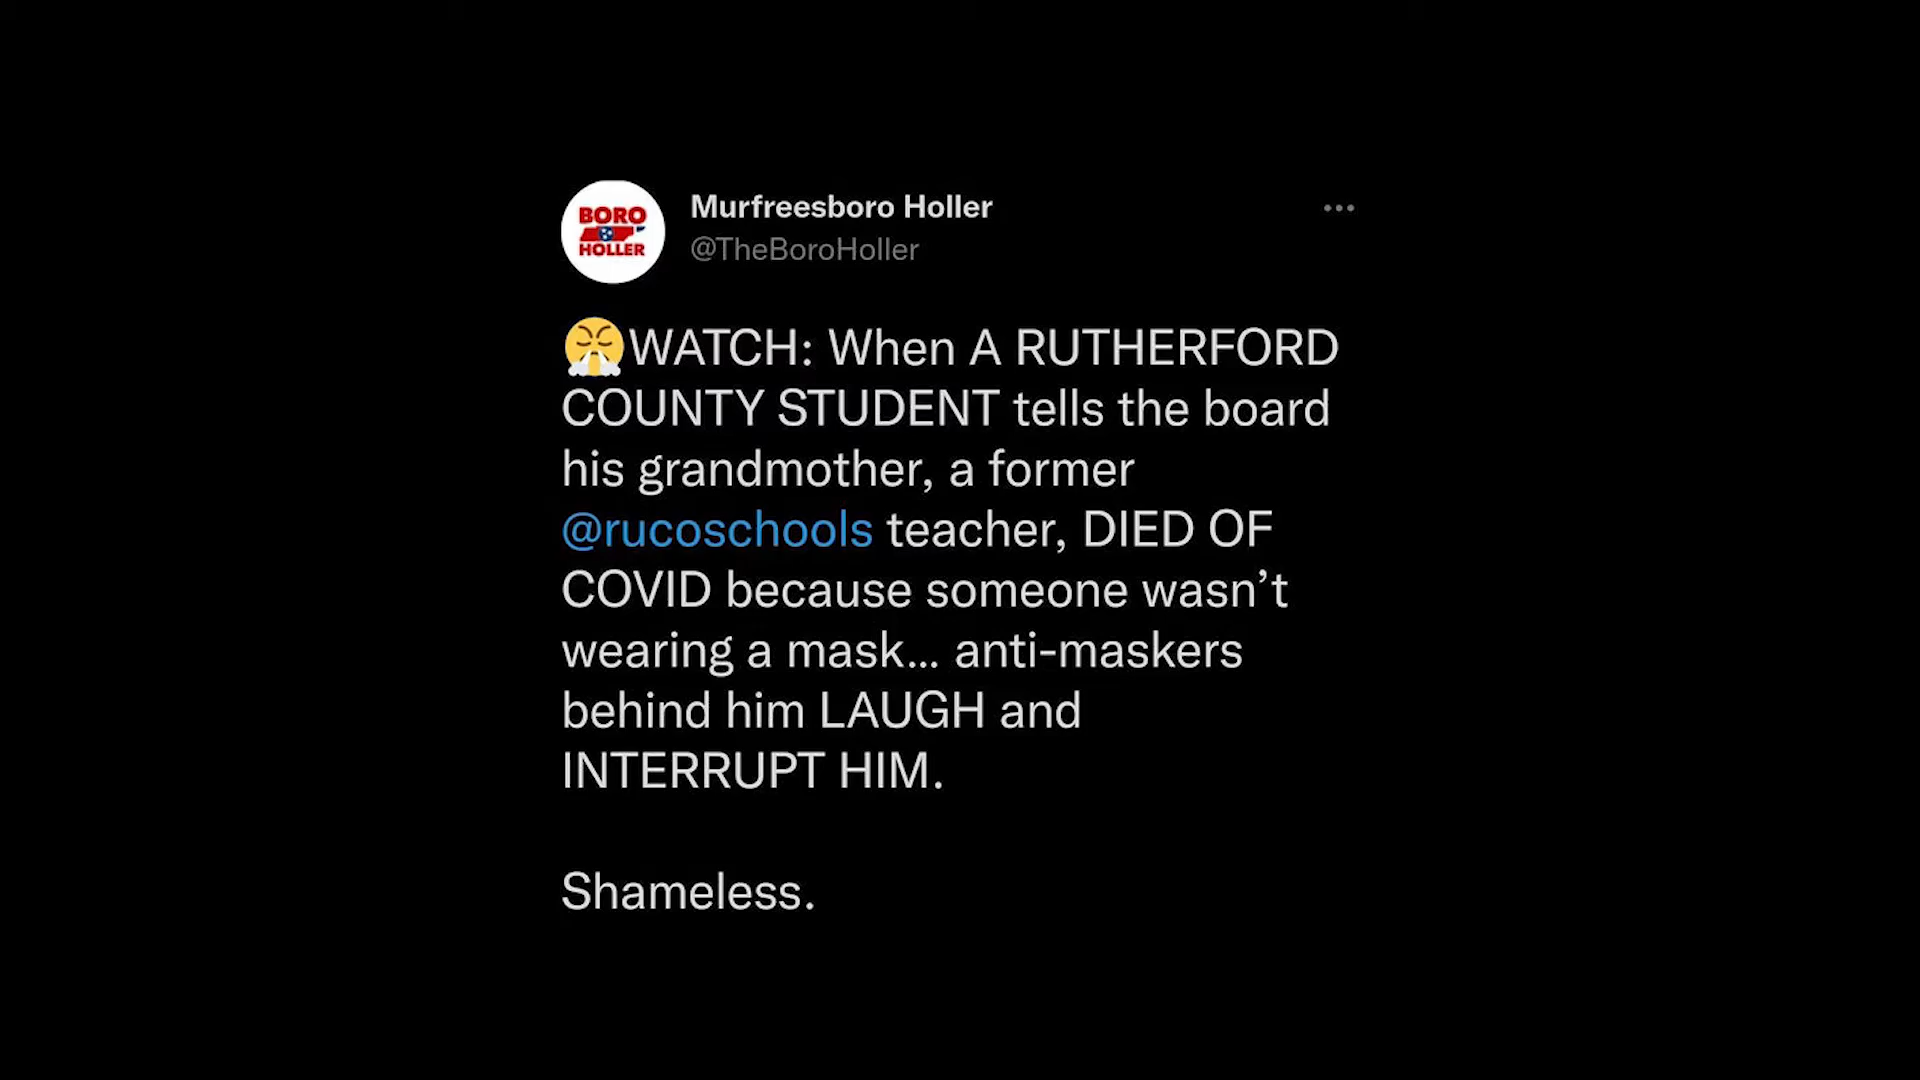 BORO
HOLLER
Murfreesboro Holler
@TheBoroHoller
WATCH: When A RUTHERFORD
COUNTY STUDENT tells the board
his grandmother, a former
@rucoschools teacher, DIED OF
COVID because someone wasn’t
wearing a mask... anti-maskers
behind him LAUGH and
INTERRUPT HIM.
Shameless.